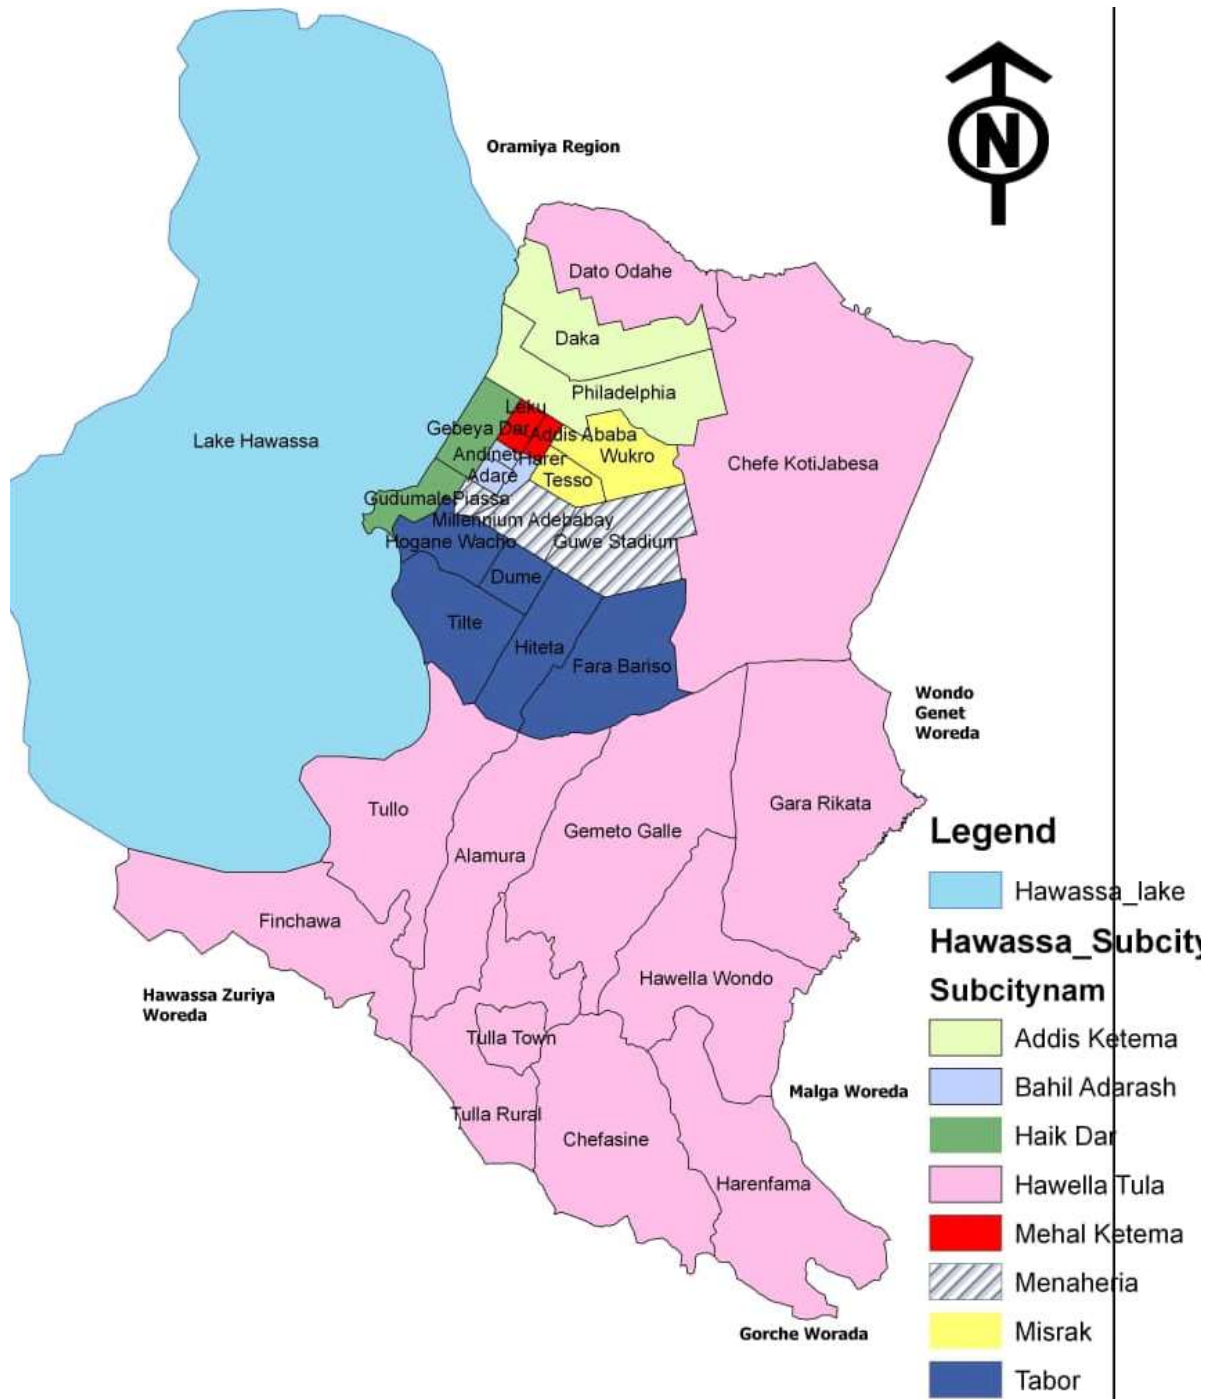 N
Oramiya Region
Dato Odahe
Daka
Philadelphia
Leku
Gebeya Dar
Addis Ababa
Lake Hawassa
Andinet
Harer
Wukro
Chefe KotiJabesa
Adare
Tesso
Gudumale
Piassa
Millennium Adebabay
Hogane Wacho
Guwe Stadium
Dume
Tilte
Hiteta
Fara Bariso
Wondo
Genet
Woreda
Tullo
Gara Rikata
Gemeto Galle
Alamura
Finchawa
Hawella Wondo
Hawassa Zuriya
Woreda
Tulla Town
Malga Woreda
Tulla Rural
Chefasine
Harenfama
Gorche Worada
Legend
Hawassa_lake
Hawassa_Subcity
Subcitynam
Addis Ketema
Bahil Adarash
Haik Dar
Hawella Tula
Mehal Ketema
Menaheria
Misrak
Tabor